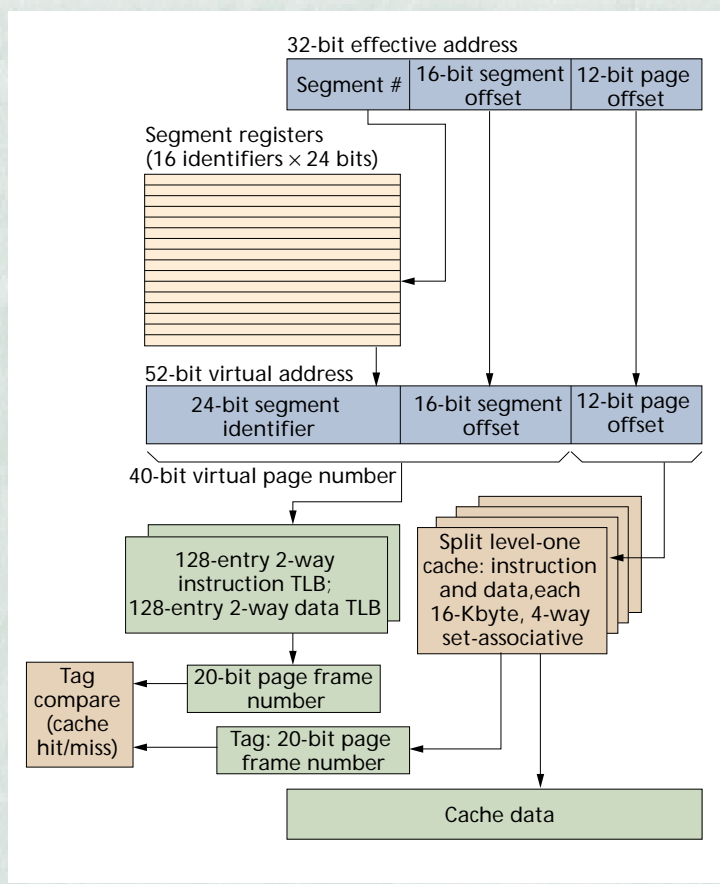 32-bit effective address
Segment #
16-bit segment
offset
12-bit page
offset
Segment registers
(16 identifiers × 24 bits)
52-bit virtual address
24-bit segment
identifier
16-bit segment
offset
12-bit page
offset
40-bit virtual page number
128-entry 2-way
instruction TLB;
128-entry 2-way data TLB
Split level-one
cache: instruction
and data,each
16-Kbyte, 4-way
set-associative
Tag
compare
(cache
hit/miss)
20-bit page frame
number
Tag: 20-bit page
frame number
Cache data